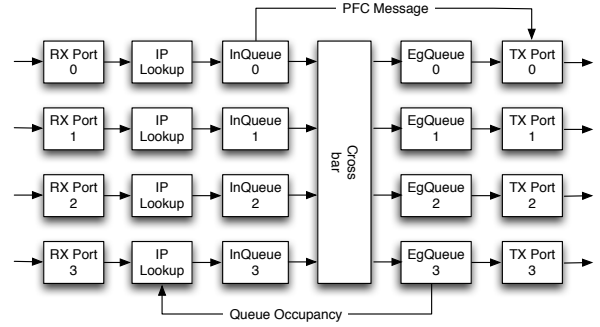 PFC Message
RX Port IP InQueue EgQueue TX Port
0 Lookup 0 0 0
RX Port IP InQueue EgQueue TX Port
1 Lookup 1 1 1
Cross
bar
RX Port IP InQueue EgQueue TX Port
2 Lookup 2 2 2
RX Port IP InQueue EgQueue TX Port
3 Lookup 3 3 3
Queue Occupancy